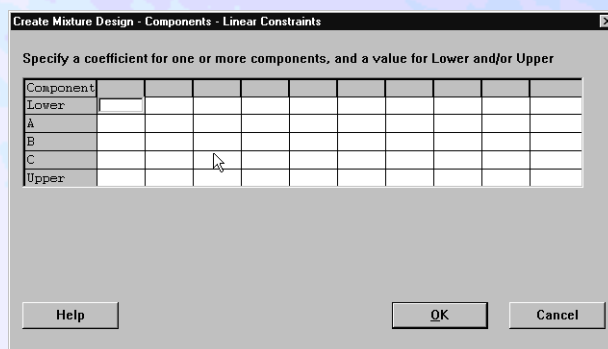 Create Mixture Design - Components - Linear Constraints
Specify a coefficient for one or more components, and a value for Lower and/or Upper
Component
Lower
A
B
C
Upper
Help
OK
Cancel